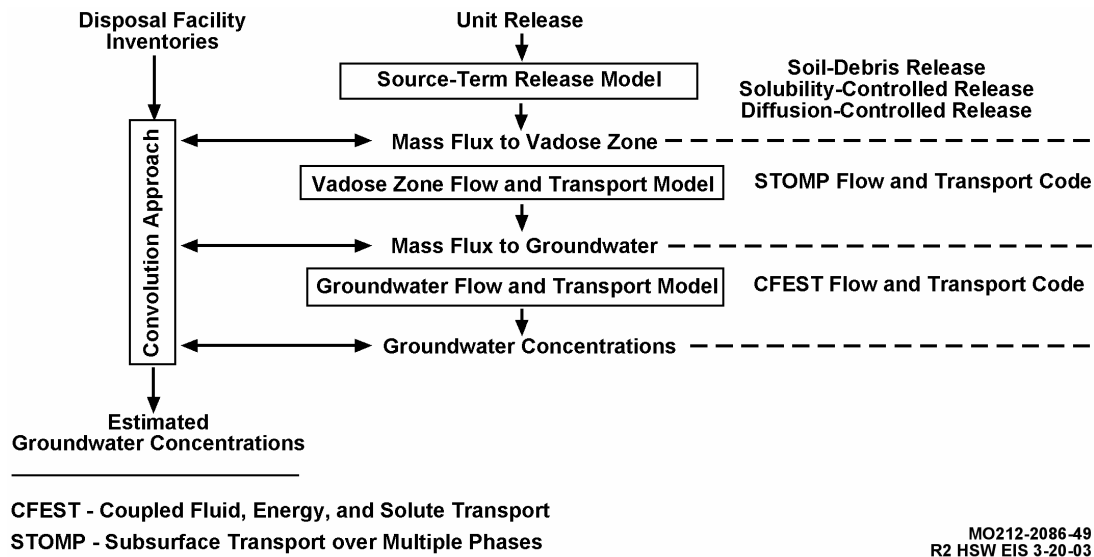 Disposal Facility
Inventories
Unit Release
Source-Term Release Model
Soil-Debris Release
Solubility-Controlled Release
Diffusion-Controlled Release
Convolution Approach
Mass Flux to Vadose Zone
Vadose Zone Flow and Transport Model
STOMP Flow and Transport Code
Mass Flux to Groundwater
Groundwater Flow and Transport Model
CFEST Flow and Transport Code
Groundwater Concentrations
Estimated
Groundwater Concentrations
CFEST - Coupled Fluid, Energy, and Solute Transport
STOMP - Subsurface Transport over Multiple Phases
MO212-2086-49
R2 HSW EIS 3-20-03